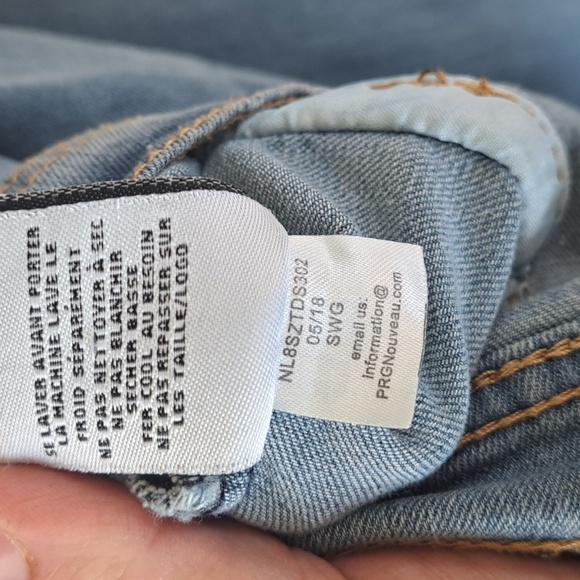 SE LAVER AVANT PORTER
LA MACHINE LAVE LE
FROID SÉPARÉMENT
NE PAS NETTOYER À SEC
NE PAS BLANCHIR
SECHER BASSE
FER COOL AU BESOIN
NE PAS REPASSER SUR
LES TAILLE/LOGO
NL8SZTDS302
05/18
SWG
email us.
Information@
PRGNouveau.com